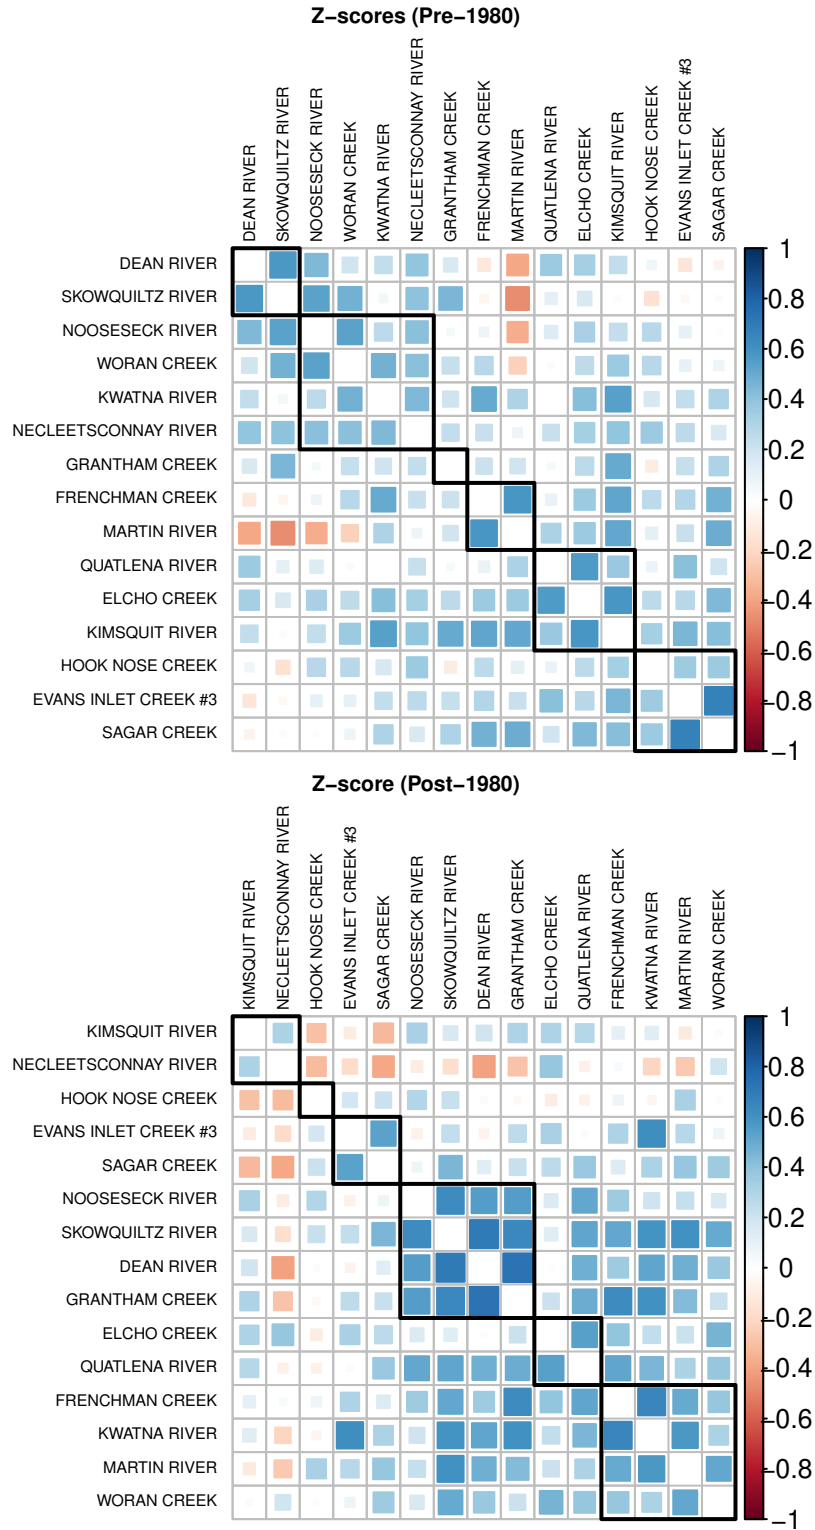 Z−scores (Pre−1980)
DEAN RIVER
SKOWQUILTZ RIVER
NOOSESECK RIVER
WORAN CREEK
KWATNA RIVER
NECLEETSCONNAY RIVER
GRANTHAM CREEK
FRENCHMAN CREEK
MARTIN RIVER
QUATLENA RIVER
ELCHO CREEK
KIMSQUIT RIVER
HOOK NOSE CREEK
EVANS INLET CREEK #3
SAGAR CREEK
DEAN RIVER
SKOWQUILTZ RIVER
NOOSESECK RIVER
WORAN CREEK
KWATNA RIVER
NECLEETSCONNAY RIVER
GRANTHAM CREEK
FRENCHMAN CREEK
MARTIN RIVER
QUATLENA RIVER
ELCHO CREEK
KIMSQUIT RIVER
HOOK NOSE CREEK
EVANS INLET CREEK #3
SAGAR CREEK
1
0.8
0.6
0.4
0.2
0
−0.2
−0.4
−0.6
−0.8
−1
Z−score (Post−1980)
KIMSQUIT RIVER
NECLEETSCONNAY RIVER
HOOK NOSE CREEK
EVANS INLET CREEK #3
SAGAR CREEK
NOOSESECK RIVER
SKOWQUILTZ RIVER
DEAN RIVER
GRANTHAM CREEK
ELCHO CREEK
QUATLENA RIVER
FRENCHMAN CREEK
KWATNA RIVER
MARTIN RIVER
WORAN CREEK
KIMSQUIT RIVER
NECLEETSCONNAY RIVER
HOOK NOSE CREEK
EVANS INLET CREEK #3
SAGAR CREEK
NOOSESECK RIVER
SKOWQUILTZ RIVER
DEAN RIVER
GRANTHAM CREEK
ELCHO CREEK
QUATLENA RIVER
FRENCHMAN CREEK
KWATNA RIVER
MARTIN RIVER
WORAN CREEK
1
0.8
0.6
0.4
0.2
0
−0.2
−0.4
−0.6
−0.8
−1